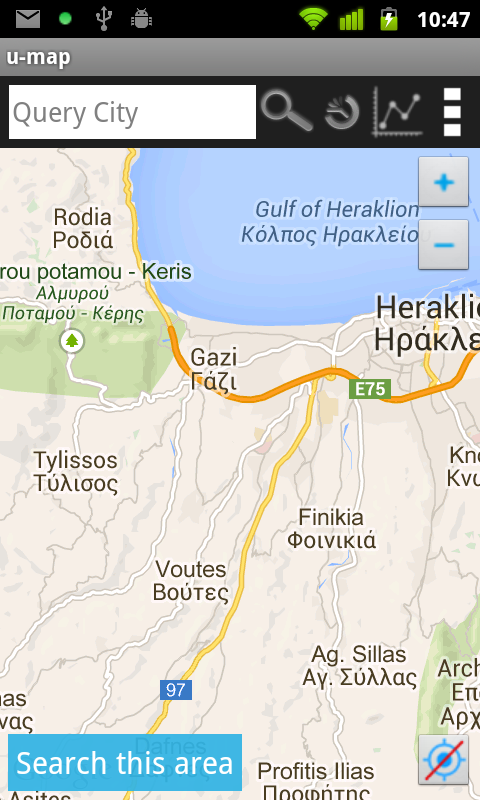 10:47
u-map
Query City
Rodia
Ροδιά
Gulf of Heraklion
Κόλπος Ηρακλείου
rou potamou - Keris
Αλμυρού
Ποταμού - Κέρης
Heraklio
Ηράκλε
Gazi
Γάζι
E75
Tylissos
Τύλισος
Kno
Κνω
Finikia
Φοινικιά
Voutes
Βούτες
Ag. Sillas
Αγ. Σύλλας
Arch
Επ
Αρχ
97
nas
νας
Dafnes
Search this area
Profitis Ilias
Προφήτης
Asites